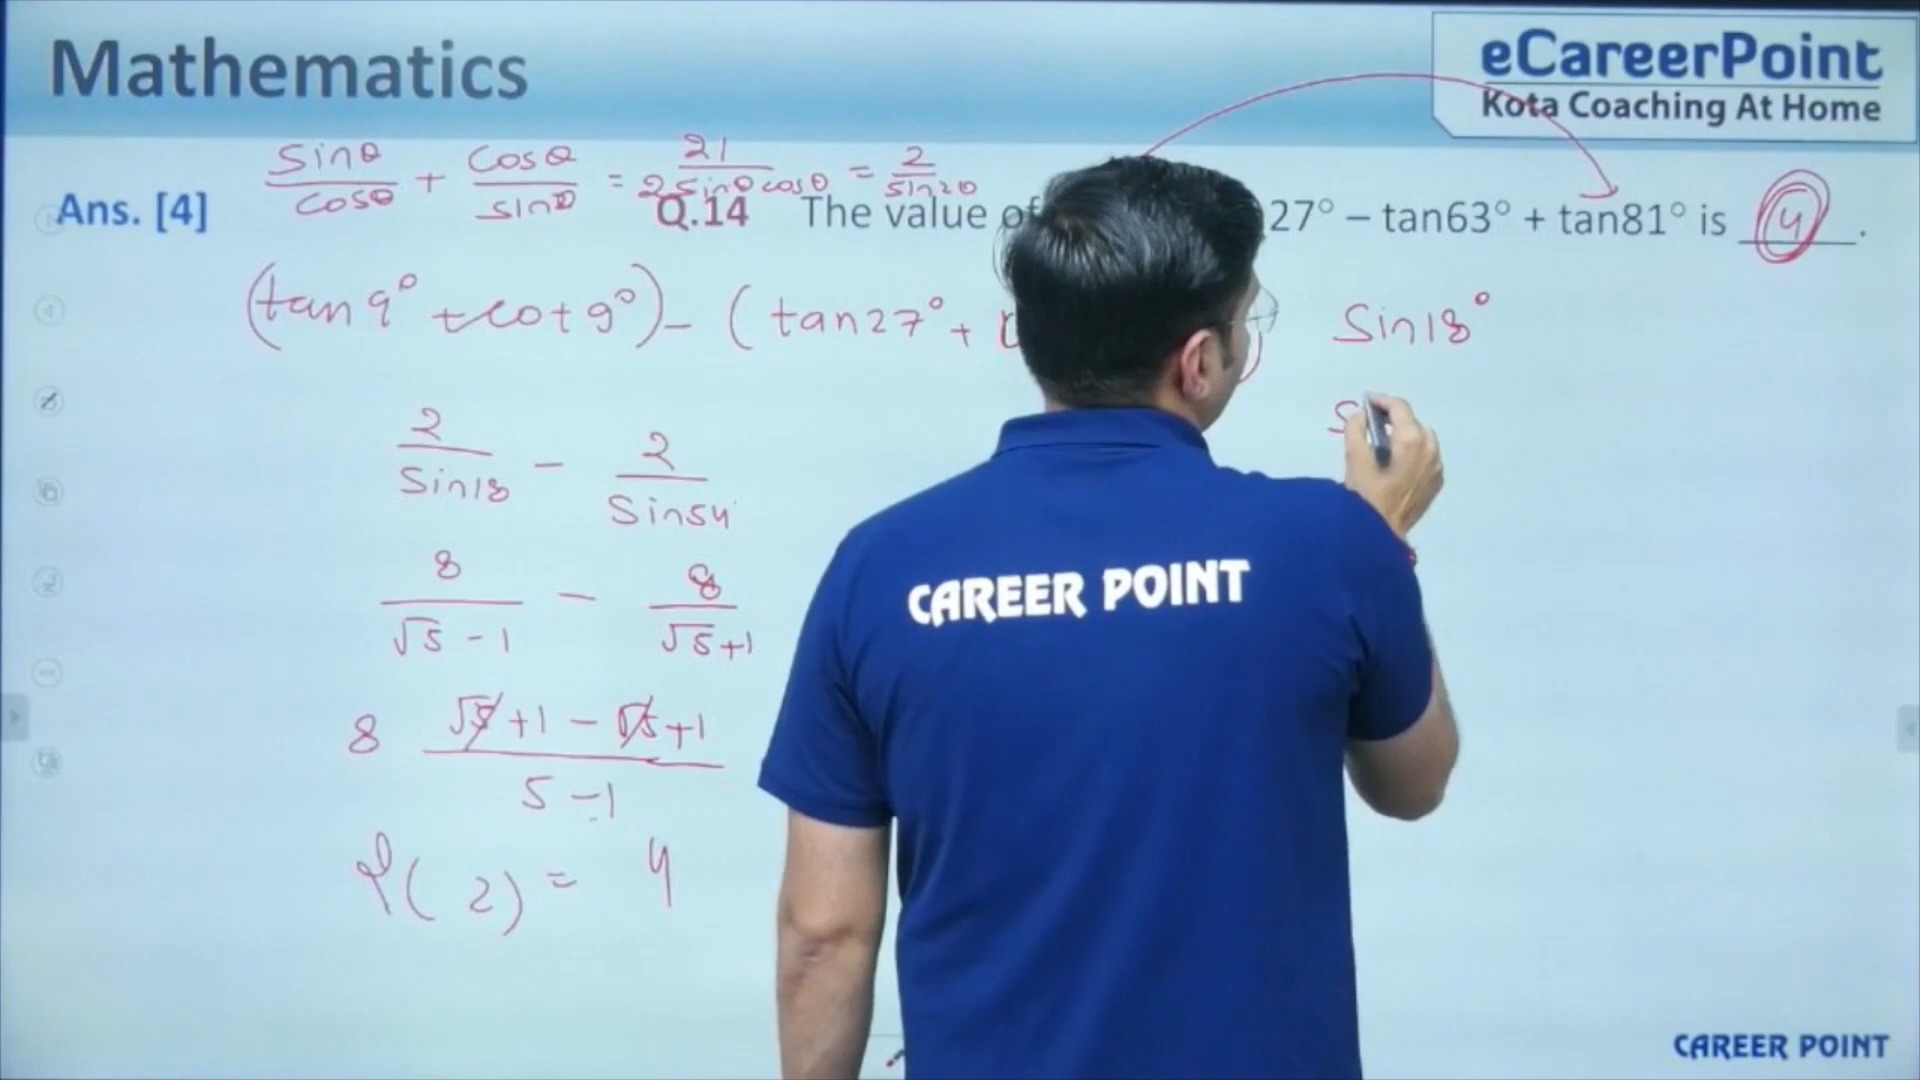 Mathematics
eCareerPoint
Kota Coaching At Home
sinθ/cosθ + cosθ/sinθ = 21/2sinθcosθ = 2/sin2θ
Ans. [4] Q.14 The value of 27° – tan63° + tan81° is 4.
(tan9° + cot9°) – (tan27° +
sin18°
2/sin18 – 2/sin54
S
8/√5 – 1 – 8/√5+1
8 √5+1 – √5+1/5 – 1
(2) = 4
CAREER POINT
CAREER POINT